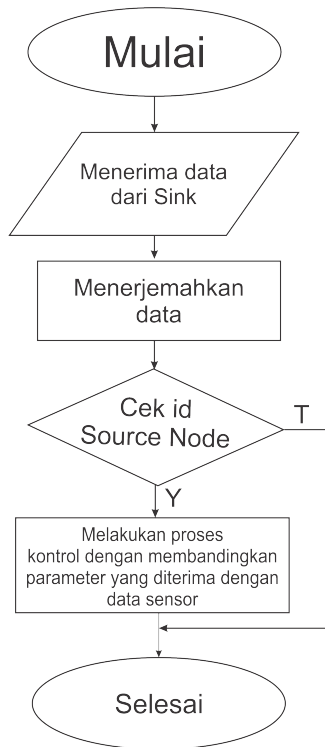 Mulai
Menerima data
dari Sink
Menerjemahkan
data
Cek id
Source Node
T
Y
Melakukan proses
kontrol dengan membandingkan
parameter yang diterima dengan
data sensor
Selesai